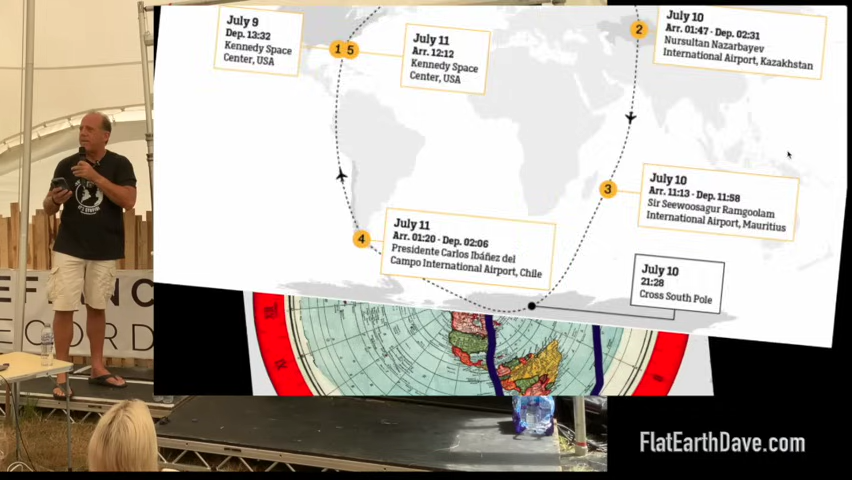 July 9
Dep. 13:32
Kennedy Space
Center, USA
1 5
July 11
Arr. 12:12
Kennedy Space
Center, USA
2
July 10
Arr. 01:47 · Dep. 02:31
Nursultan Nazarbayev
International Airport, Kazakhstan
3
July 10
Arr. 11:13 · Dep. 11:58
Sir Seewoosagur Ramgoolam
International Airport, Mauritius
4
July 11
Arr. 01:20 · Dep. 02:06
Presidente Carlos Ibáñez del
Campo International Airport, Chile
July 10
21:28
Cross South Pole
EFIANC
ECORD
FlatEarthDave.com